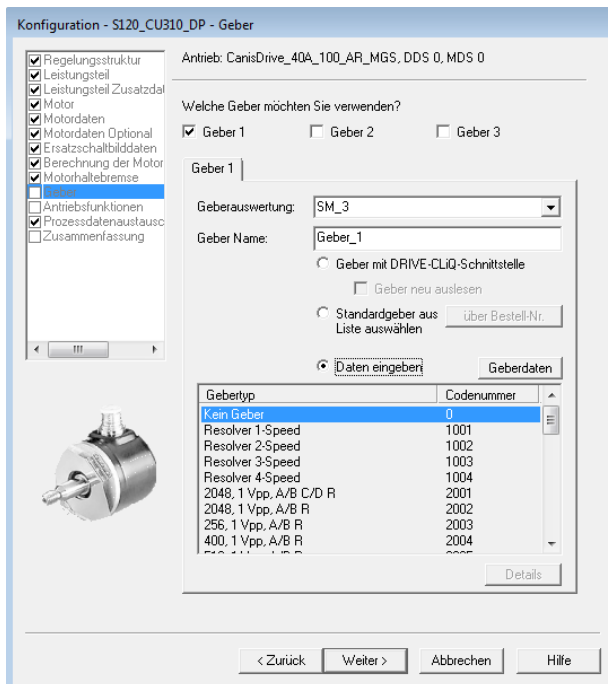 Konfiguration - S120_CU310_DP - Geber
Regelungsstruktur
Leistungsteil
Leistungsteil Zusatzdat
Motor
Motordaten
Motordaten Optional
Ersatzschaltbilddaten
Berechnung der Motor
Motorhaltebremse
Geber
Antriebsfunktionen
Prozessdatenaustausc
Zusammenfassung
Antrieb: CanisDrive_40A_100_AR_MGS, DDS 0, MDS 0
Welche Geber möchten Sie verwenden?
Geber 1 Geber 2 Geber 3
Geber 1
Geberauswertung: SM_3
Geber Name: Geber_1
Geber mit DRIVE-CLiQ-Schnittstelle
Geber neu auslesen
Standardgeber aus Liste auswählen
über Bestell-Nr.
Daten eingeben
Geberdaten
Gebertyp Codenummer
Kein Geber 0
Resolver 1-Speed 1001
Resolver 2-Speed 1002
Resolver 3-Speed 1003
Resolver 4-Speed 1004
2048, 1 Vpp, A/B C/D R 2001
2048, 1 Vpp, A/B R 2002
256, 1 Vpp, A/B R 2003
400, 1 Vpp, A/B R 2004
Details
< Zurück Weiter > Abbrechen Hilfe